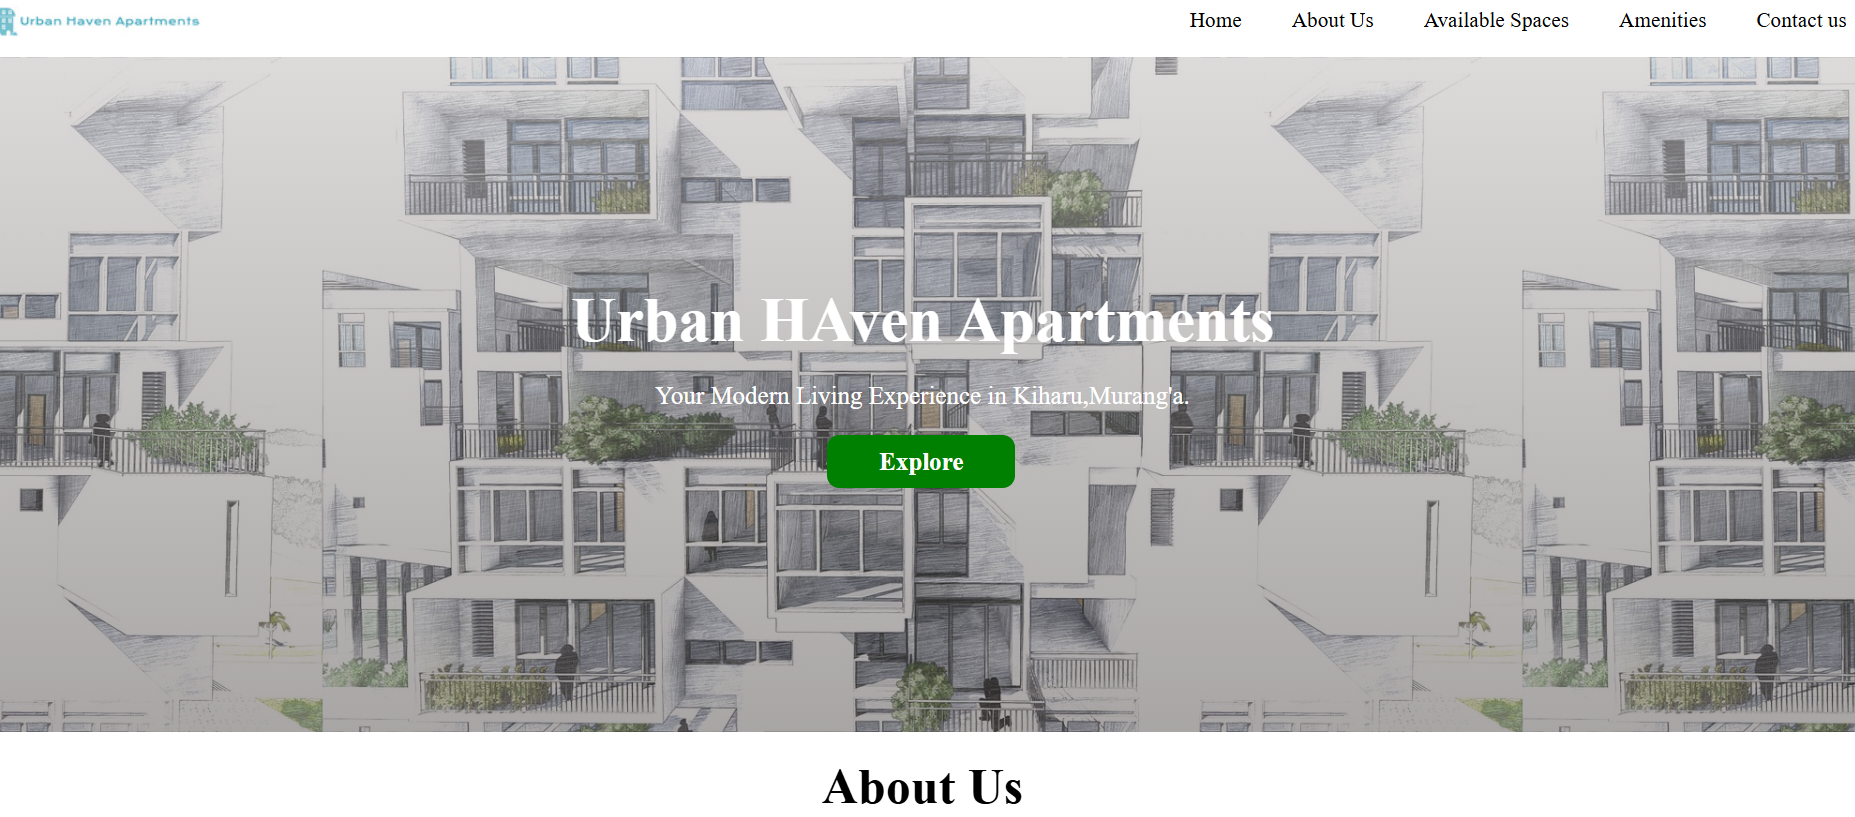 Urban Haven Apartments
Home About Us Available Spaces Amenities Contact us
Urban HAven Apartments
Your Modern Living Experience in Kiharu,Murang'a.
Explore
About Us